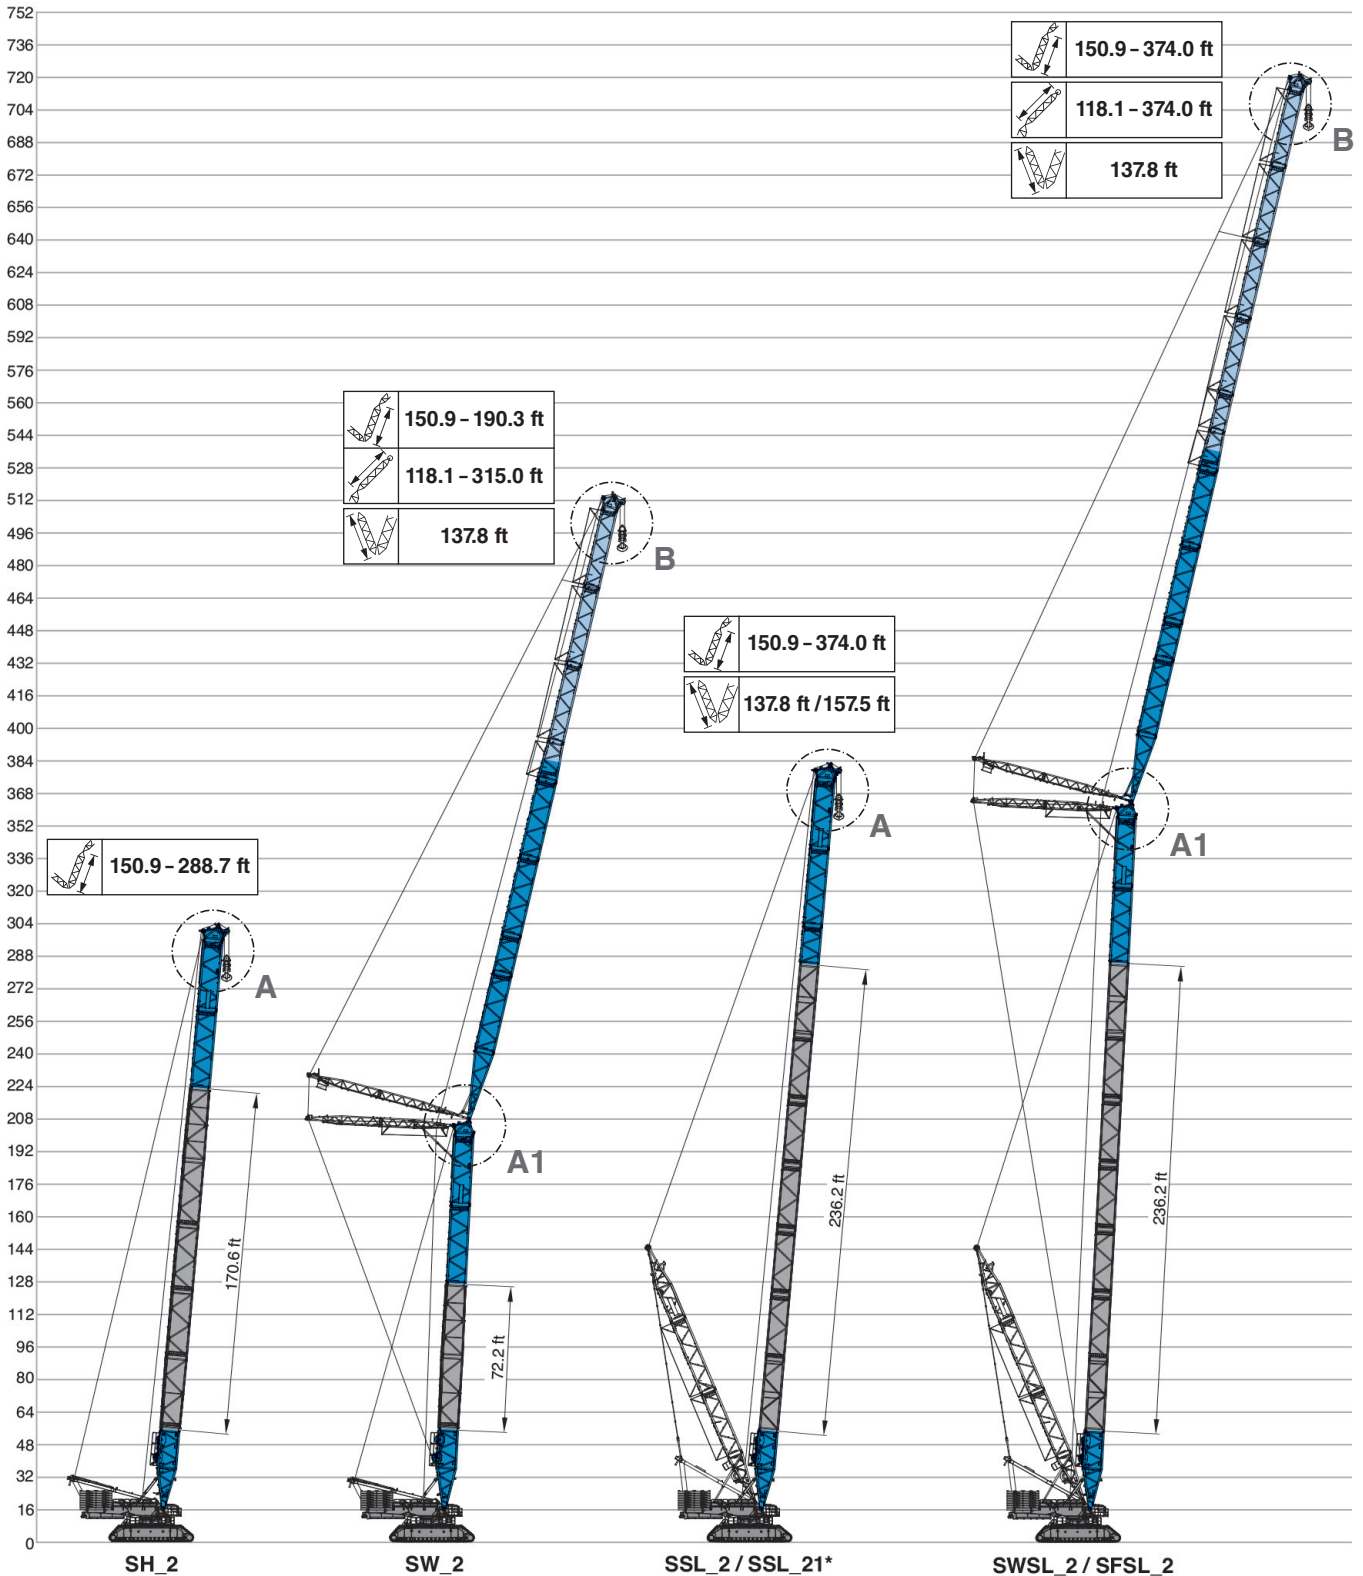 752
736
720
704
688
672
656
640
624
608
592
576
560
544
528
512
496
480
464
448
432
416
400
384
368
352
336
320
304
288
272
256
240
224
208
192
176
160
144
128
112
96
80
64
48
32
16
0
150.9 – 288.7 ft
A
170.6 ft
SH_2
150.9 – 190.3 ft
118.1 – 315.0 ft
137.8 ft
B
A1
72.2 ft
SW_2
150.9 – 374.0 ft
137.8 ft / 157.5 ft
A
236.2 ft
SSL_2 / SSL_21*
150.9 – 374.0 ft
118.1 – 374.0 ft
137.8 ft
B
A1
236.2 ft
SWSL_2 / SFSL_2